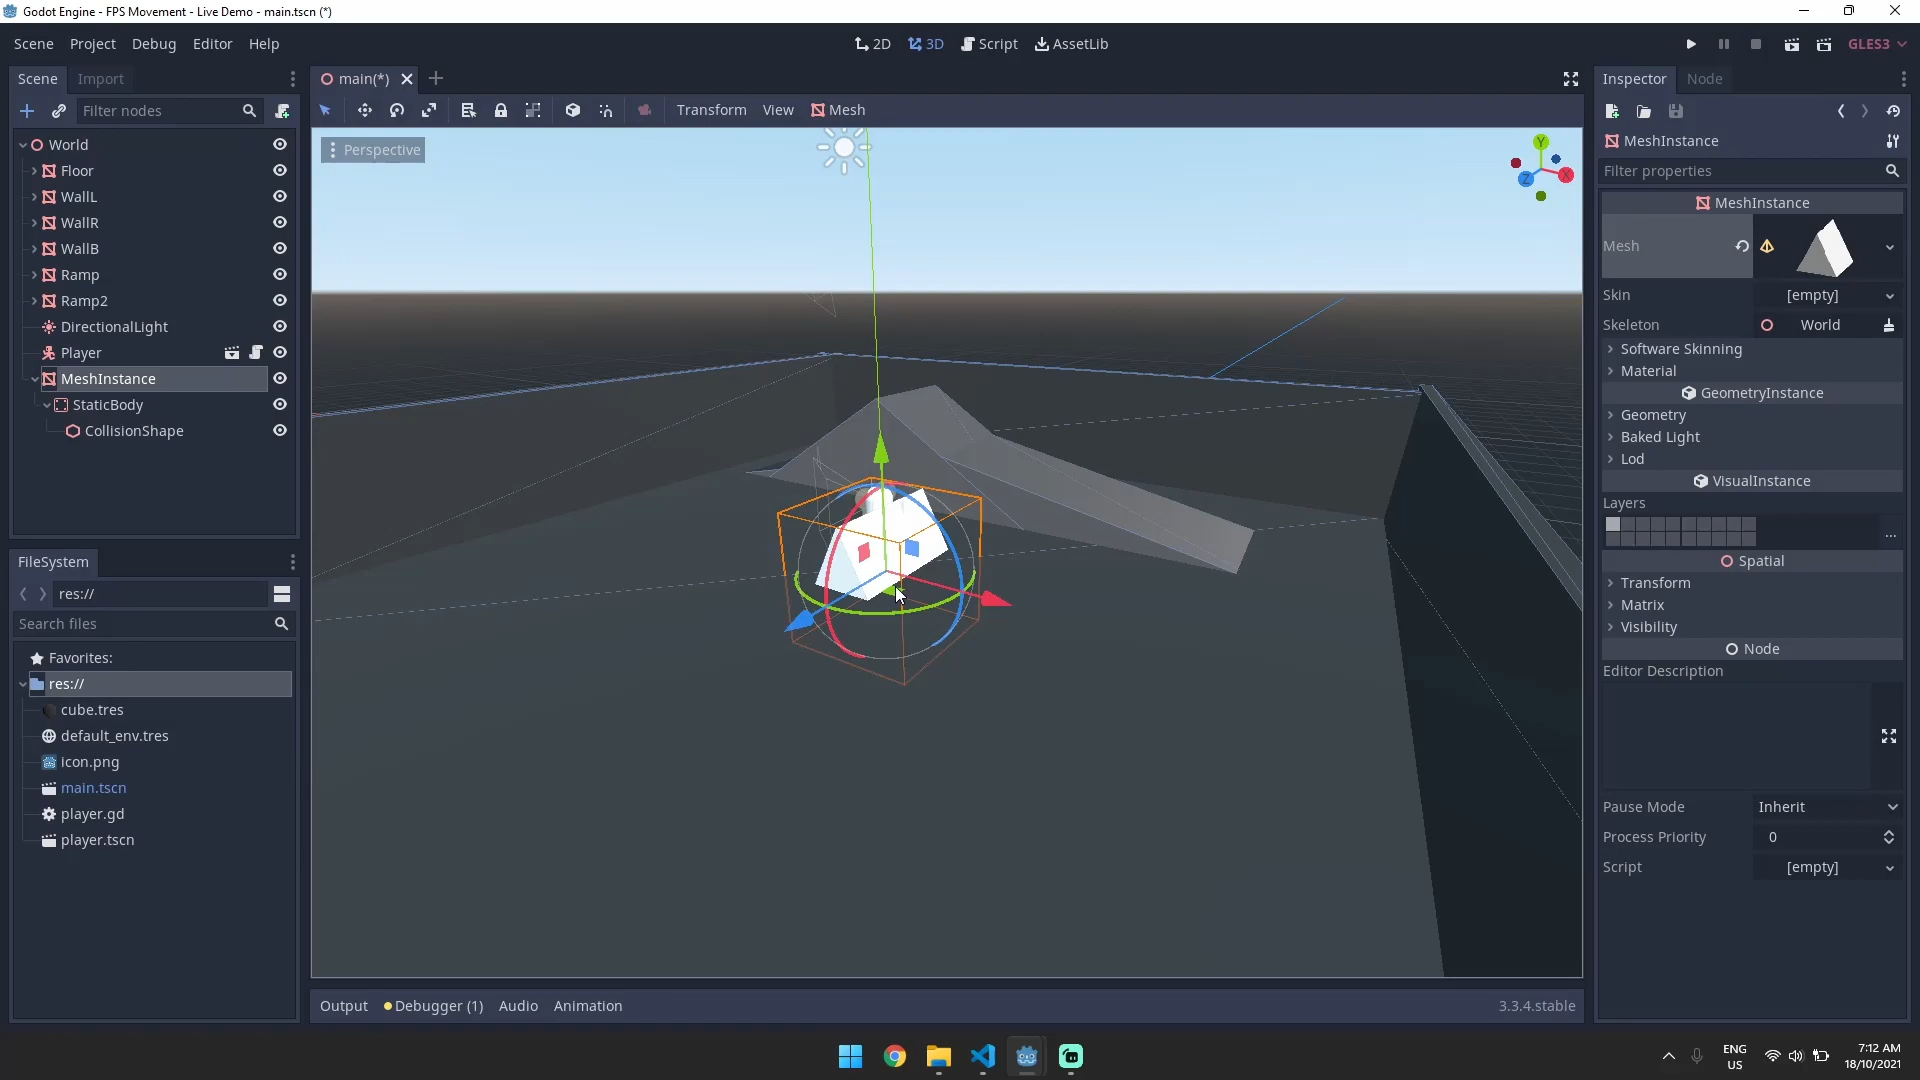 Godot Engine - FPS Movement - Live Demo - main.tscn (*)
Scene Project Debug Editor Help
2D 3D Script AssetLib
GLES3
Scene Import
main(*)
Inspector Node
Filter nodes
Transform View Mesh
World
Floor
WallL
WallR
WallB
Ramp
Ramp2
DirectionalLight
Player
MeshInstance
StaticBody
CollisionShape
Perspective
Y
X
Z
MeshInstance
Filter properties
MeshInstance
Mesh
Skin [empty]
Skeleton World
Software Skinning
Material
GeometryInstance
Geometry
Baked Light
Lod
VisualInstance
Layers
...
Spatial
Transform
Matrix
Visibility
Node
Editor Description
Pause Mode Inherit
Process Priority 0
Script [empty]
FileSystem
res://
Search files
Favorites:
res://
cube.tres
default_env.tres
icon.png
main.tscn
player.gd
player.tscn
Output Debugger (1) Audio Animation
3.3.4.stable
ENG
US
7:12 AM
18/10/2021